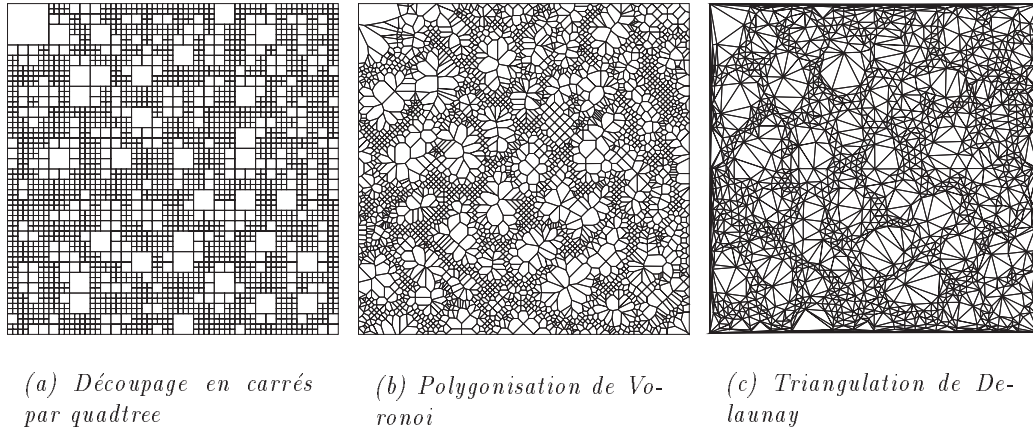 (a) Découpage en carrés
par quadtree
(b) Polygonisation de Vo-
ronoi
(c) Triangulation de De-
launay